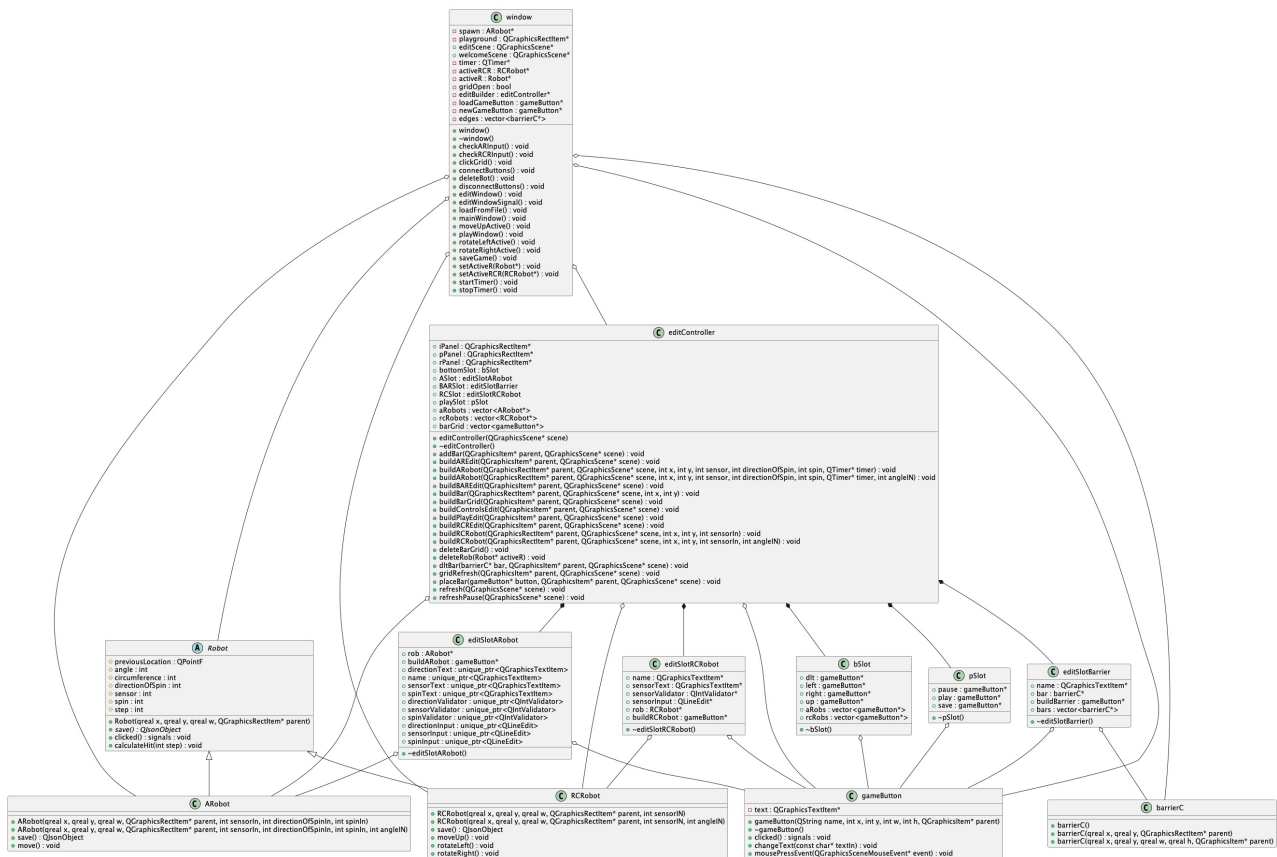 C window
spawn : ARobot*
playground : QGraphicsRectItem*
editScene : QGraphicsScene*
welcomeScene : QGraphicsScene*
timer : QTimer*
activeRCR : RCRobot*
activeR : Robot*
gridOpen : bool
editBuilder : editController*
loadGameButton : gameButton*
newGameButton : gameButton*
edges : vector<barrierC*>
window()
~window()
checkARInput() : void
checkRCRInput() : void
clickGrid() : void
connectButtons() : void
deleteBot() : void
disconnectButtons() : void
editWindow() : void
editWindowSignal() : void
loadFromFile() : void
mainWindow() : void
moveUpActive() : void
playWindow() : void
rotateLeftActive() : void
rotateRightActive() : void
saveGame() : void
setActiveR(Robot*) : void
setActiveRCR(RCRobot*) : void
startTimer() : void
stopTimer() : void
C editController
iPanel : QGraphicsRectItem*
pPanel : QGraphicsRectItem*
rPanel : QGraphicsRectItem*
bottomSlot : bSlot
ASlot : editSlotARobot
BARSlot : editSlotBarrier
RCSlot : editSlotRCRobot
playSlot : pSlot
aRobots : vector<ARobot*>
rcRobots : vector<RCRobot*>
barGrid : vector<gameButton*>
editController(QGraphicsScene* scene)
~editController()
addBar(QGraphicsItem* parent, QGraphicsScene* scene) : void
buildAREdit(QGraphicsItem* parent, QGraphicsScene* scene) : void
buildARobot(QGraphicsRectItem* parent, QGraphicsScene* scene, int x, int y, int sensor, int directionOfSpin, int spin, QTimer* timer) : void
buildARobot(QGraphicsRectItem* parent, QGraphicsScene* scene, int x, int y, int sensor, int directionOfSpin, int spin, QTimer* timer, int angleIN) : void
buildBAREdit(QGraphicsItem* parent, QGraphicsScene* scene) : void
buildBar(QGraphicsRectItem* parent, QGraphicsScene* scene, int x, int y) : void
buildBarGrid(QGraphicsItem* parent, QGraphicsScene* scene) : void
buildControlsEdit(QGraphicsItem* parent, QGraphicsScene* scene) : void
buildPlayEdit(QGraphicsItem* parent, QGraphicsScene* scene) : void
buildRCREdit(QGraphicsItem* parent, QGraphicsScene* scene) : void
buildRCRobot(QGraphicsRectItem* parent, QGraphicsScene* scene, int x, int y, int sensorIn) : void
buildRCRobot(QGraphicsRectItem* parent, QGraphicsScene* scene, int x, int y, int sensorIn, int angleIN) : void
deleteBarGrid() : void
deleteRob(Robot* activeR) : void
dltBar(barrierC* bar, QGraphicsItem* parent, QGraphicsScene* scene) : void
gridRefresh(QGraphicsItem* parent, QGraphicsScene* scene) : void
placeBar(gameButton* button, QGraphicsItem* parent, QGraphicsScene* scene) : void
refresh(QGraphicsScene* scene) : void
refreshPause(QGraphicsScene* scene) : void
A Robot
previousLocation : QPointF
angle : int
circumference : int
directionOfSpin : int
sensor : int
spin : int
step : int
Robot(qreal x, qreal y, qreal w, QGraphicsRectItem* parent)
save() : QJsonObject
clicked() : signals : void
calculateHit(int step) : void
C editSlotARobot
rob : ARobot*
buildARobot : gameButton*
directionText : unique_ptr<QGraphicsTextItem>
name : unique_ptr<QGraphicsTextItem>
sensorText : unique_ptr<QGraphicsTextItem>
spinText : unique_ptr<QGraphicsTextItem>
directionValidator : unique_ptr<QIntValidator>
sensorValidator : unique_ptr<QIntValidator>
spinValidator : unique_ptr<QIntValidator>
directionInput : unique_ptr<QLineEdit>
sensorInput : unique_ptr<QLineEdit>
spinInput : unique_ptr<QLineEdit>
~editSlotARobot()
C editSlotRCRobot
name : QGraphicsTextItem*
sensorText : QGraphicsTextItem*
sensorValidator : QIntValidator*
sensorInput : QLineEdit*
rob : RCRobot*
buildRCRobot : gameButton*
~editSlotRCRobot()
C bSlot
dlt : gameButton*
left : gameButton*
right : gameButton*
up : gameButton*
aRobs : vector<gameButton*>
rcRobs : vector<gameButton*>
~bSlot()
C pSlot
pause : gameButton*
play : gameButton*
save : gameButton*
~pSlot()
C editSlotBarrier
name : QGraphicsTextItem*
bar : barrierC*
buildBarrier : gameButton*
bars : vector<barrierC*>
~editSlotBarrier()
C ARobot
ARobot(qreal x, qreal y, qreal w, QGraphicsRectItem* parent, int sensorIn, int directionOfSpinIn, int spinIn)
ARobot(qreal x, qreal y, qreal w, QGraphicsRectItem* parent, int sensorIn, int directionOfSpinIn, int spinIn, int angleIN)
save() : QJsonObject
move() : void
C RCRobot
RCRobot(qreal x, qreal y, qreal w, QGraphicsRectItem* parent, int sensorIN)
RCRobot(qreal x, qreal y, qreal w, QGraphicsRectItem* parent, int sensorIN, int angleIN)
save() : QJsonObject
moveUp() : void
rotateLeft() : void
rotateRight() : void
C gameButton
text : QGraphicsTextItem*
gameButton(QString name, int x, int y, int w, int h, QGraphicsItem* parent)
~gameButton()
clicked() : signals : void
changeText(const char* textIn) : void
mousePressEvent(QGraphicsSceneMouseEvent* event) : void
C barrierC
barrierC()
barrierC(qreal x, qreal y, QGraphicsRectItem* parent)
barrierC(qreal x, qreal y, qreal w, qreal h, QGraphicsItem* parent)